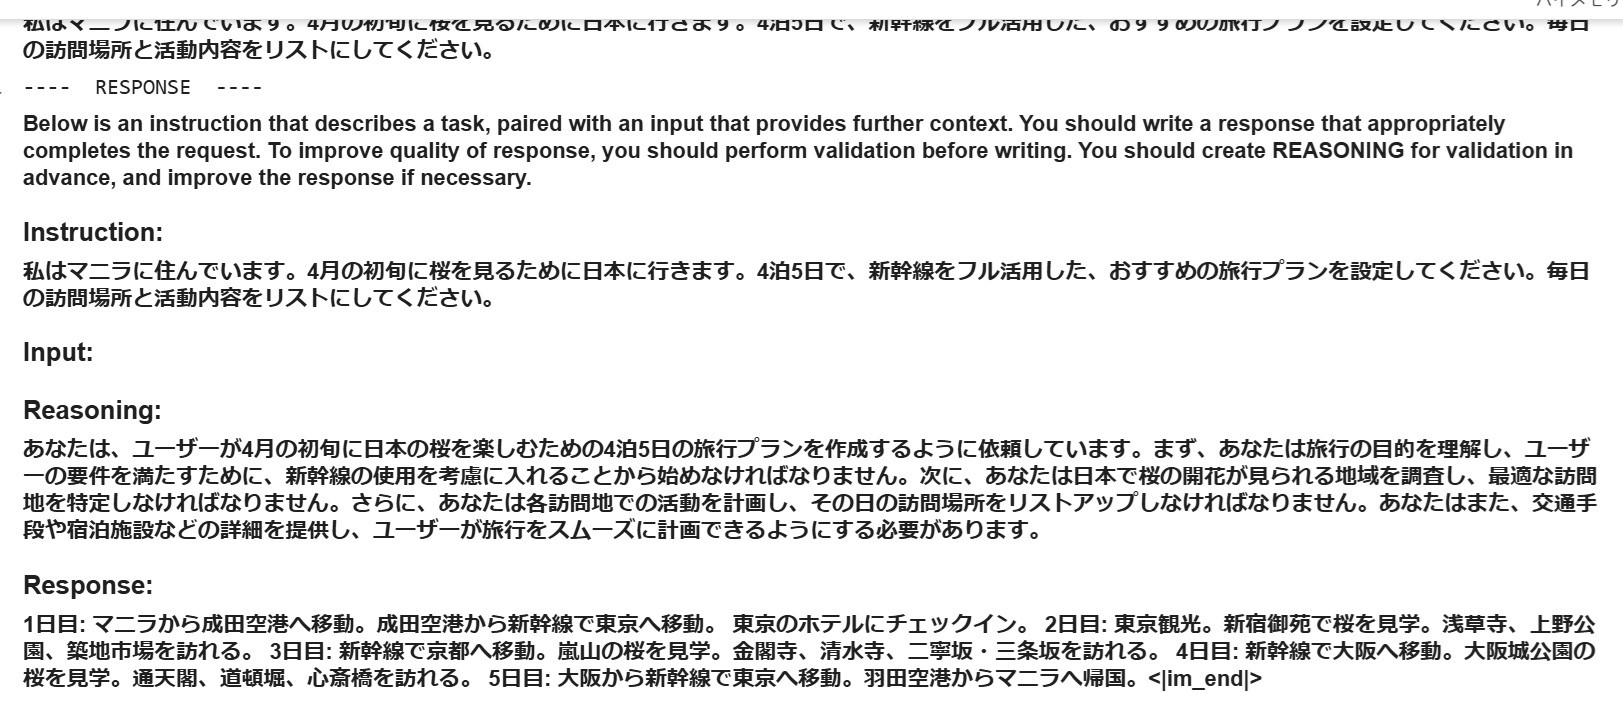 私はマニラに住んでいます。4月の初旬に桜を見るために日本に行きます。4泊5日で、新幹線をフル活用した、おすすめの旅行プランを設定してください。毎日
の訪問場所と活動内容をリストにしてください。
---- RESPONSE ----
Below is an instruction that describes a task, paired with an input that provides further context. You should write a response that appropriately
completes the request. To improve quality of response, you should perform validation before writing. You should create REASONING for validation in
advance, and improve the response if necessary.
Instruction:
私はマニラに住んでいます。4月の初旬に桜を見るために日本に行きます。4泊5日で、新幹線をフル活用した、おすすめの旅行プランを設定してください。毎日
の訪問場所と活動内容をリストにしてください。
Input:
Reasoning:
あなたは、ユーザーが4月の初旬に日本の桜を楽しむための4泊5日の旅行プランを作成するように依頼しています。まず、あなたは旅行の目的を理解し、ユーザ
ーの要件を満たすために、新幹線の使用を考慮に入れることから始めなければなりません。次に、あなたは日本で桜の開花が見られる地域を調査し、最適な訪問
地を特定しなければなりません。さらに、あなたは各訪問地での活動を計画し、その日の訪問場所をリストアップしなければなりません。あなたはまた、交通手
段や宿泊施設などの詳細を提供し、ユーザーが旅行をスムーズに計画できるようにする必要があります。
Response:
1日目: マニラから成田空港へ移動。成田空港から新幹線で東京へ移動。 東京のホテルにチェックイン。 2日目: 東京観光。新宿御苑で桜を見学。浅草寺、上野公
園、築地市場を訪れる。 3日目: 新幹線で京都へ移動。嵐山の桜を見学。金閣寺、清水寺、二寧坂・三条坂を訪れる。 4日目: 新幹線で大阪へ移動。大阪城公園の
桜を見学。通天閣、道頓堀、心斎橋を訪れる。 5日目: 大阪から新幹線で東京へ移動。羽田空港からマニラへ帰国。<|im_end|>